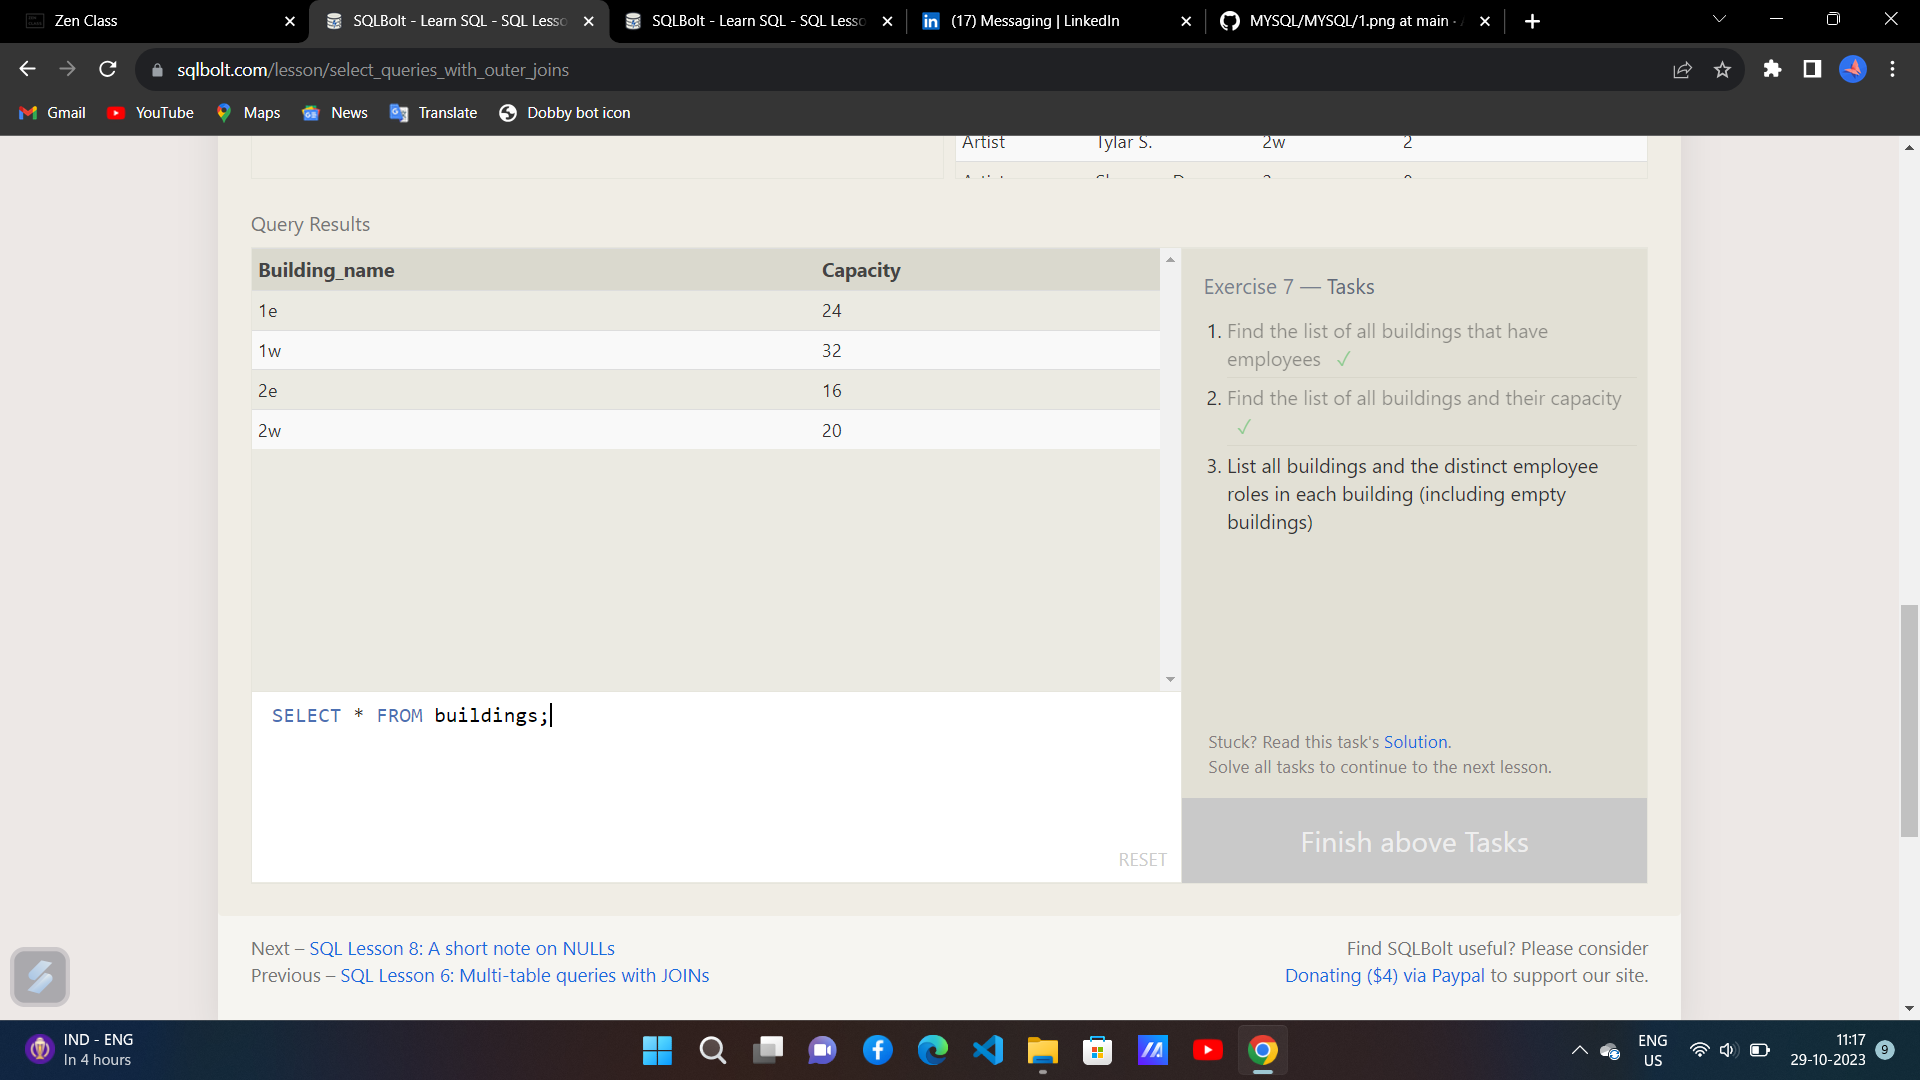 Zen Class
SQLBolt - Learn SQL - SQL Lesso
SQLBolt - Learn SQL - SQL Lesso
(17) Messaging | LinkedIn
MYSQL/MYSQL/1.png at main ·
sqlbolt.com/lesson/select_queries_with_outer_joins
Gmail
YouTube
Maps
News
Translate
Dobby bot icon
Artist Tylar S. 2w 2
Query Results
Building_name Capacity
1e 24
1w 32
2e 16
2w 20
Exercise 7 — Tasks
1. Find the list of all buildings that have
employees ✓
2. Find the list of all buildings and their capacity
✓
3. List all buildings and the distinct employee
roles in each building (including empty
buildings)
SELECT * FROM buildings;
RESET
Stuck? Read this task's Solution.
Solve all tasks to continue to the next lesson.
Finish above Tasks
Next – SQL Lesson 8: A short note on NULLs
Previous – SQL Lesson 6: Multi-table queries with JOINs
Find SQLBolt useful? Please consider
Donating ($4) via Paypal to support our site.
IND - ENG
In 4 hours
ENG
US
11:17
29-10-2023
9